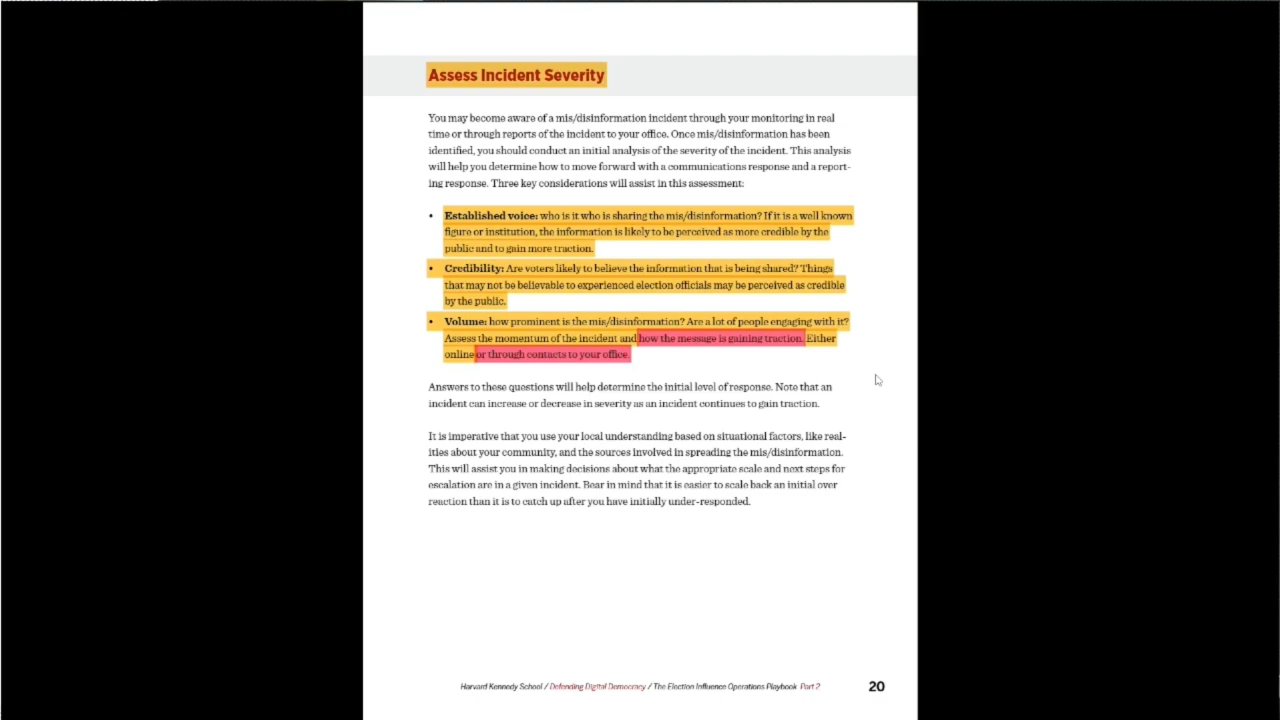 Assess Incident Severity
You may become aware of a mis/disinformation incident through your monitoring in real
time or through reports of the incident to your office. Once mis/disinformation has been
identified, you should conduct an initial analysis of the severity of the incident. This analysis
will help you determine how to move forward with a communications response and a report-
ing response. Three key considerations will assist in this assessment:
• Established voice: who is it who is sharing the mis/disinformation? If it is a well known
figure or institution, the information is likely to be perceived as more credible by the
public and to gain more traction.
• Credibility: Are voters likely to believe the information that is being shared? Things
that may not be believable to experienced election officials may be perceived as credible
by the public.
• Volume: how prominent is the mis/disinformation? Are a lot of people engaging with it?
Assess the momentum of the incident and how the message is gaining traction. Either
online or through contacts to your office.
Answers to these questions will help determine the initial level of response. Note that an
incident can increase or decrease in severity as an incident continues to gain traction.
It is imperative that you use your local understanding based on situational factors, like real-
ities about your community, and the sources involved in spreading the mis/disinformation.
This will assist you in making decisions about what the appropriate scale and next steps for
escalation are in a given incident. Bear in mind that it is easier to scale back an initial over
reaction than it is to catch up after you have initially under-responded.
Harvard Kennedy School / Defending Digital Democracy / The Election Influence Operations Playbook Part 2 20